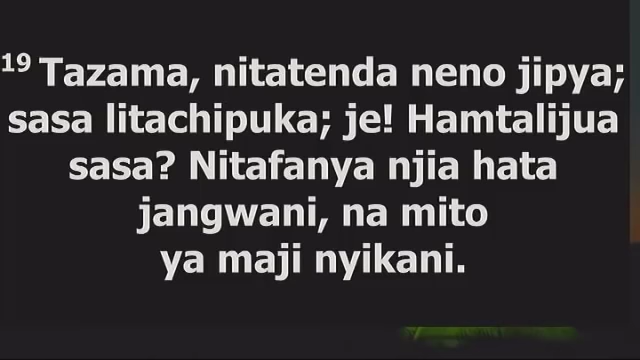 19 Tazama, nitatenda neno jipya;
sasa litachipuka; je! Hamtalijua
sasa? Nitafanya njia hata
jangwani, na mito
ya maji nyikani.